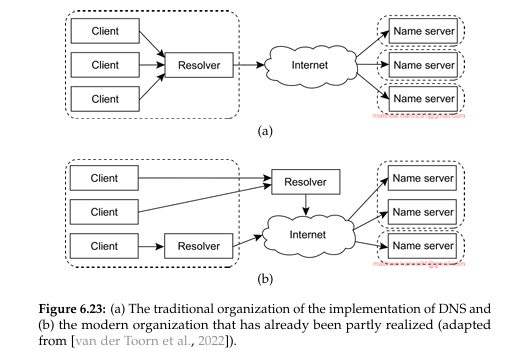 Client
Client
Client
Resolver
Internet
Name server
Name server
Name server
(a)
Client
Client
Client
Resolver
Resolver
Internet
Name server
Name server
Name server
(b)
Figure 6.23: (a) The traditional organization of the implementation of DNS and
(b) the modern organization that has already been partly realized (adapted
from [van der Toorn et al., 2022]).